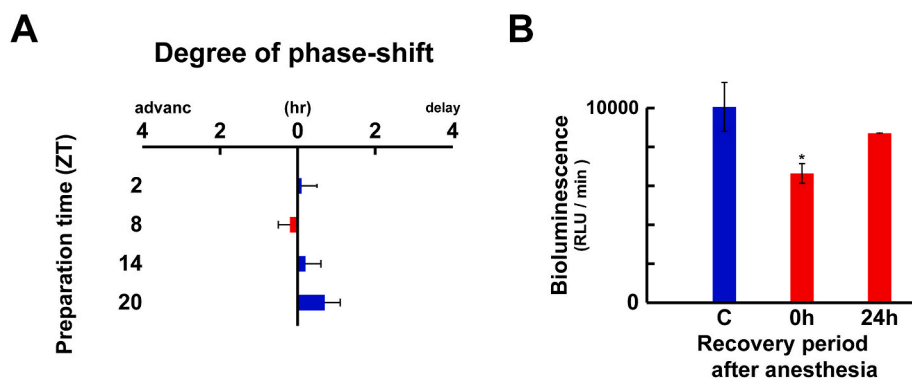 A
Degree of phase-shift
advanc (hr) delay
4 2 0 2 4
Preparation time (ZT)
2
8
14
20
B
Bioluminescence
(RLU / min)
10000
0
*
C 0h 24h
Recovery period
after anesthesia